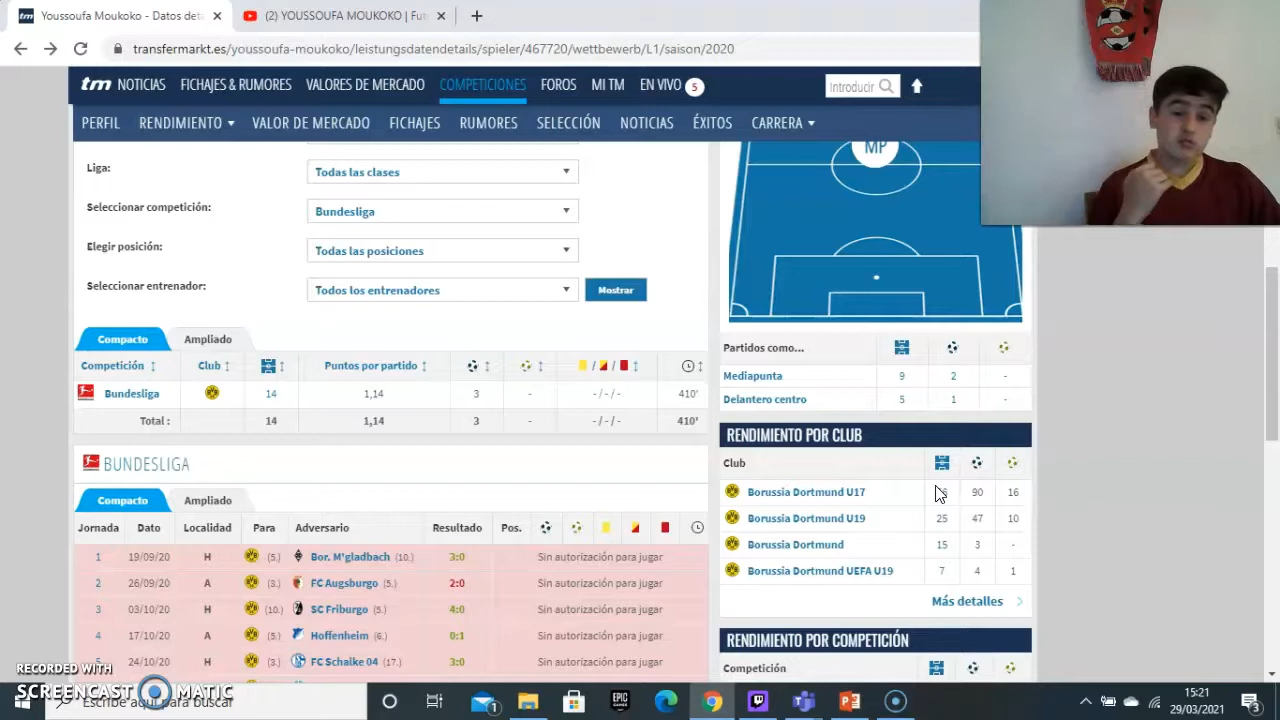 Youssoufa Moukoko - Datos deta
(2) YOUSSOUFA MOUKOKO | Fut
transfermarkt.es/youssoufa-moukoko/leistungsdatendetails/spieler/467720/wettbewerb/L1/saison/2020
tm NOTICIAS FICHAJES & RUMORES VALORES DE MERCADO COMPETICIONES FOROS MI TM EN VIVO 5 Introducir
PERFIL RENDIMIENTO VALOR DE MERCADO FICHAJES RUMORES SELECCIÓN NOTICIAS ÉXITOS CARRERA
Liga: Todas las clases
Seleccionar competición: Bundesliga
Elegir posición: Todas las posiciones
Seleccionar entrenador: Todos los entrenadores Mostrar
Compacto Ampliado
Competición Club Puntos por partido
Bundesliga 14 1,14 3 - -/-/- 410'
Total : 14 1,14 3 - -/-/- 410'
BUNDESLIGA
Compacto Ampliado
Jornada Dato Localidad Para Adversario Resultado Pos.
1 19/09/20 H (3.) Bor. M'gladbach (10.) 3:0 Sin autorización para jugar
2 26/09/20 A (3.) FC Augsburgo (5.) 2:0 Sin autorización para jugar
3 03/10/20 H SC Friburgo (5.) 4:0 Sin autorización para jugar
4 17/10/20 A (5.) Hoffenheim (6.) 0:1 Sin autorización para jugar
24/10/20 H (3.) FC Schalke 04 (17.) 3:0 Sin autorización para jugar
MP
Partidos como...
Mediapunta 9 2 -
Delantero centro 5 1 -
RENDIMIENTO POR CLUB
Club
Borussia Dortmund U17 90 16
Borussia Dortmund U19 25 47 10
Borussia Dortmund 15 3 -
Borussia Dortmund UEFA U19 7 4 1
Más detalles
RENDIMIENTO POR COMPETICIÓN
Competición
RECORDED WITH
SCREENCAST MATIC
Escribe aquí para buscar
EPIC GAMES
1
15:21
29/03/2021
3